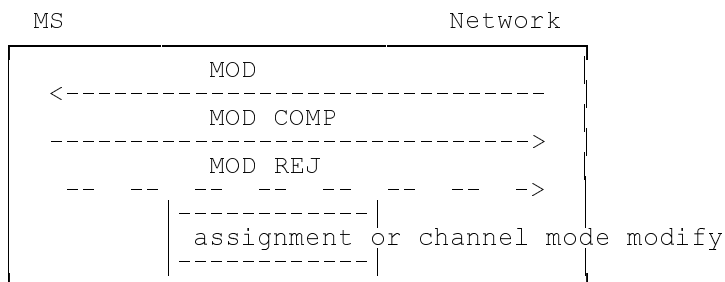 MS Network
MOD
<------------------------------
MOD COMP
------------------------------>
MOD REJ
-- -- -- -- -- -- -- ->
------------
assignment or channel mode modify
------------